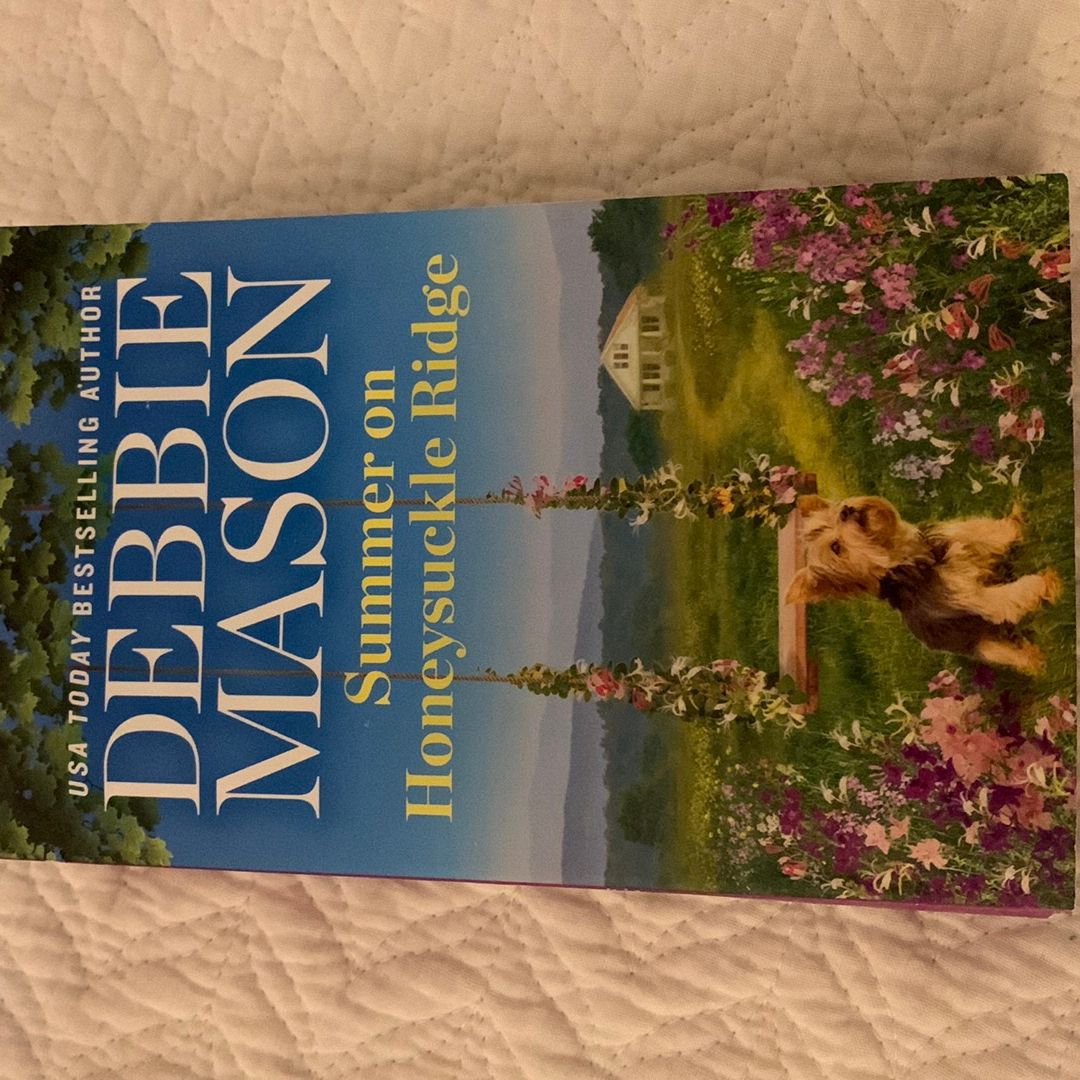 USA TODAY BESTSELLING AUTHOR
DEBBIE
MASON
Summer on
Honeysuckle Ridge